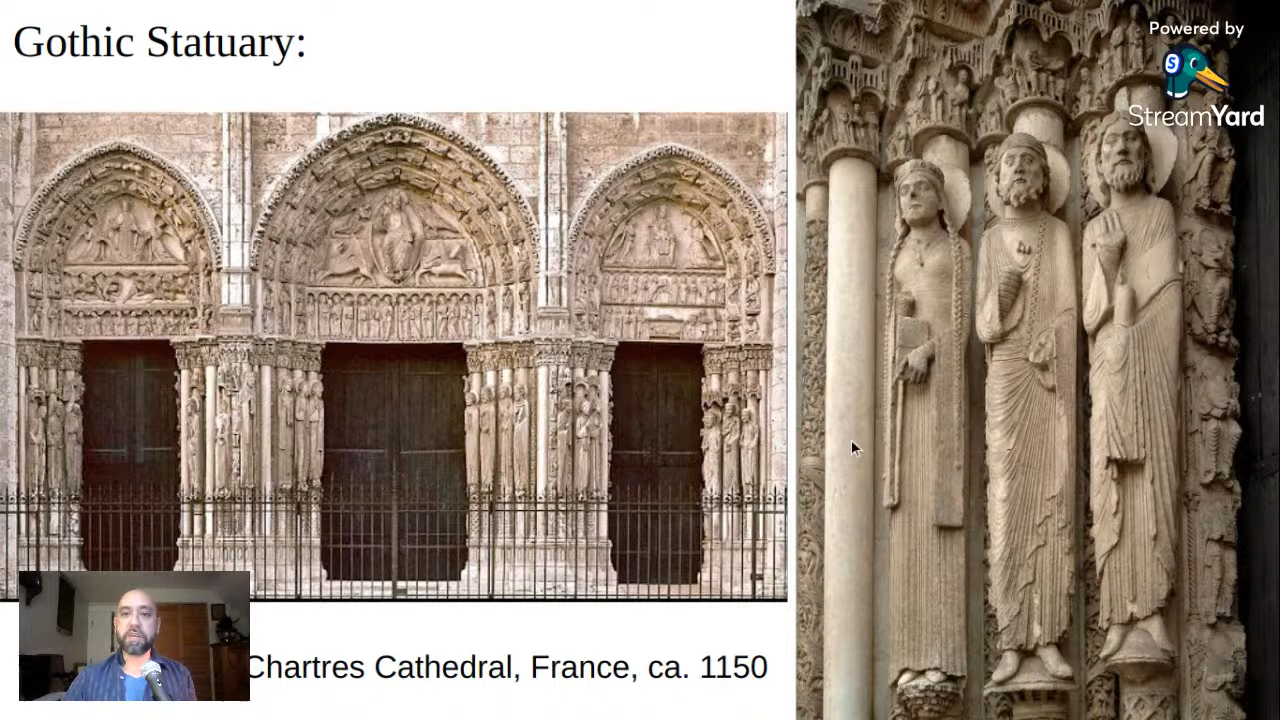 Gothic Statuary:
Powered by
S
StreamYard
Chartres Cathedral, France, ca. 1150